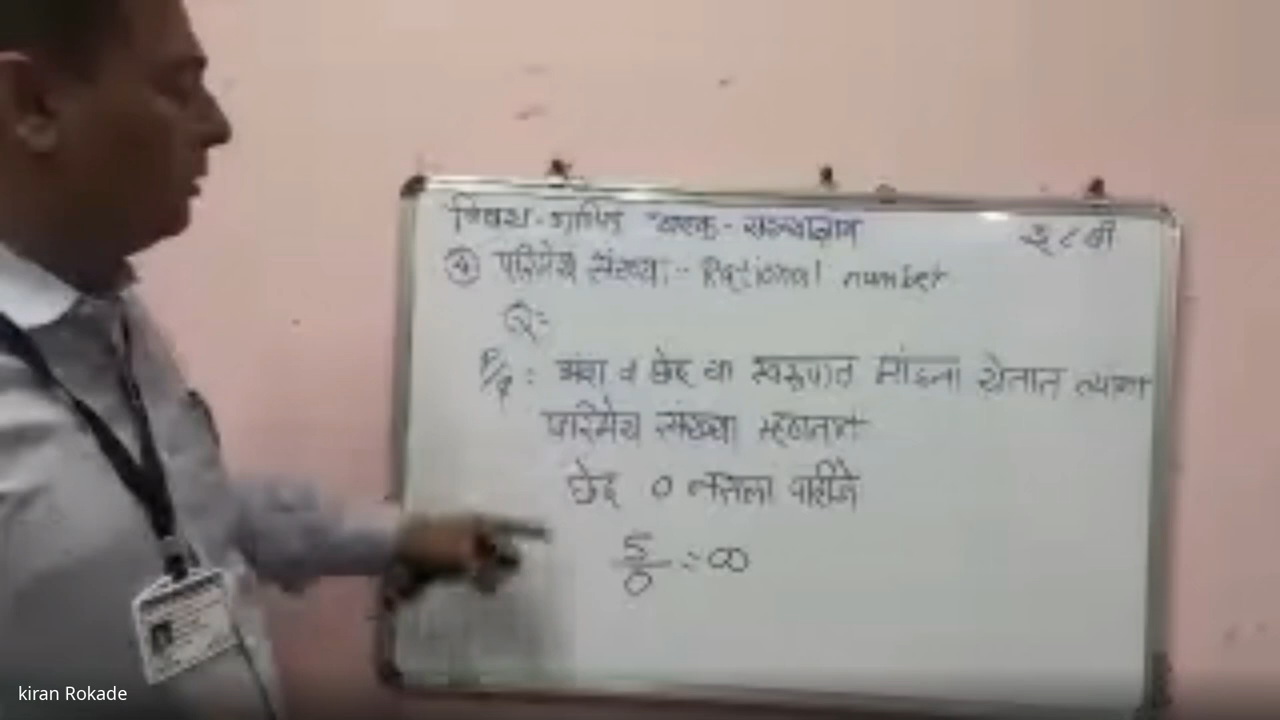 विषय - गणित घटक - संख्याज्ञान इ ८ वी
④ परिमेय संख्या :- Rational number
Q:
P/q : अंश व छेद या स्वरूपात मांडता येतात त्यांना
परिमेय संख्या म्हणतात
छेद 0 नसला पाहिजे
5/0 = ∞
kiran Rokade